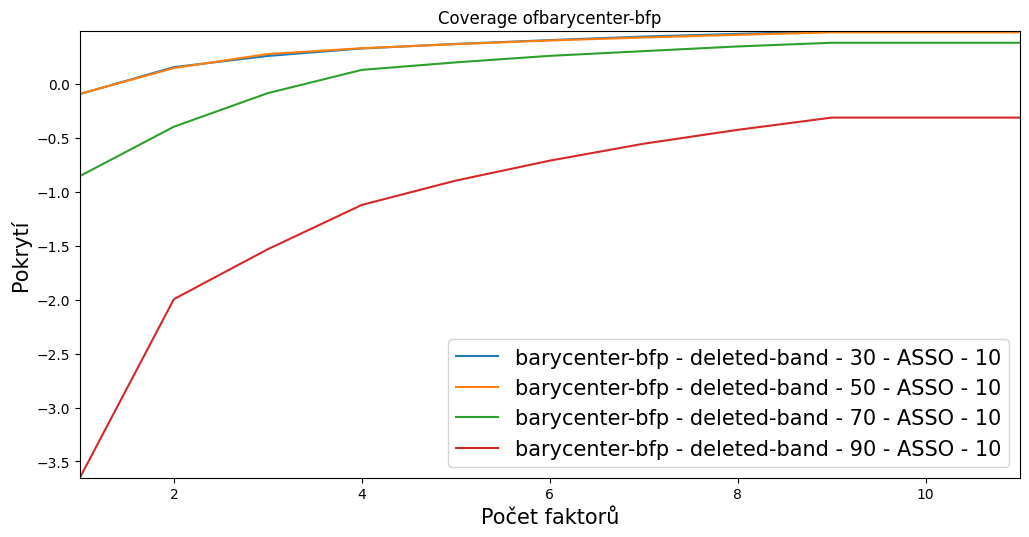 Coverage ofbarycenter-bfp
Pokrytí
0.0
−0.5
−1.0
−1.5
−2.0
−2.5
−3.0
−3.5
barycenter-bfp - deleted-band - 30 - ASSO - 10
barycenter-bfp - deleted-band - 50 - ASSO - 10
barycenter-bfp - deleted-band - 70 - ASSO - 10
barycenter-bfp - deleted-band - 90 - ASSO - 10
2 4 6 8 10
Počet faktorů